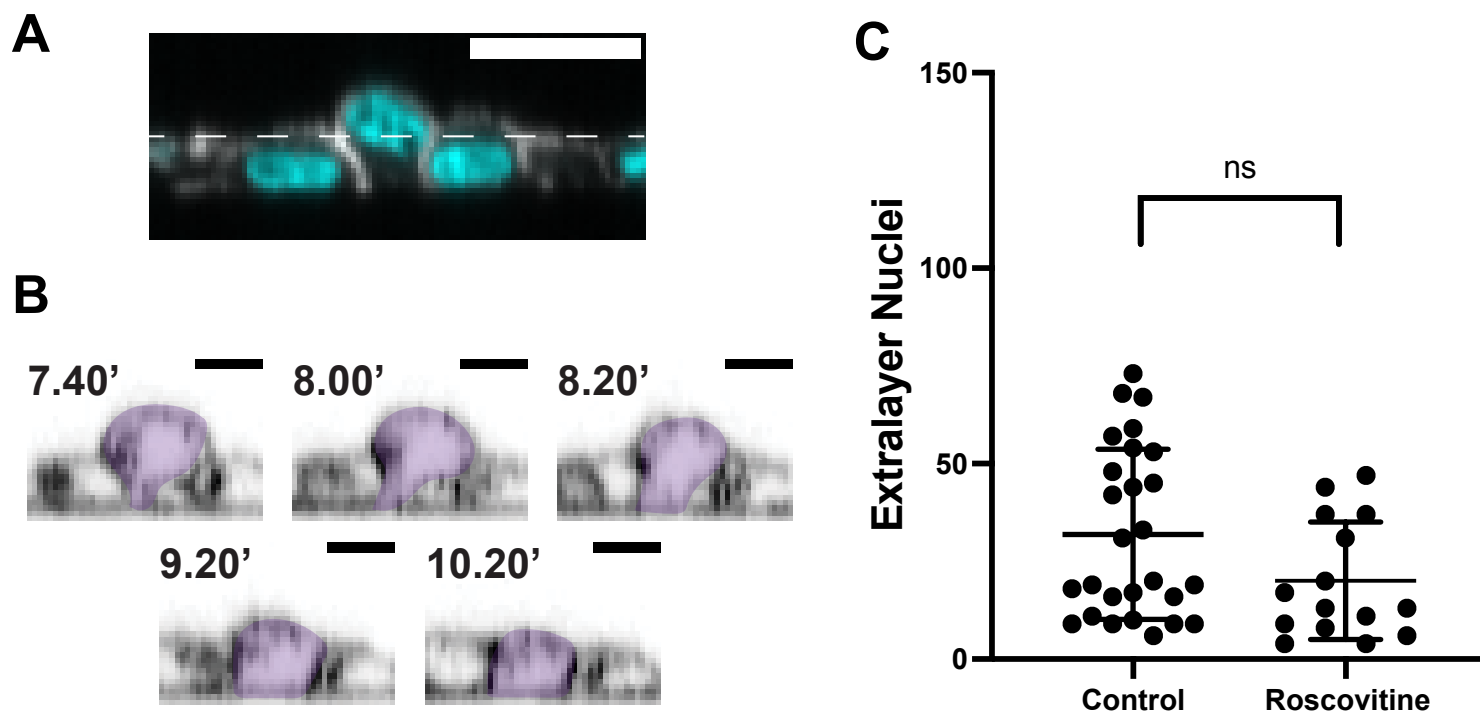 A
B
7.40’
8.00’
8.20’
9.20’
10.20’
C
Extralayer Nuclei
150
100
50
0
ns
Control
Roscovitine